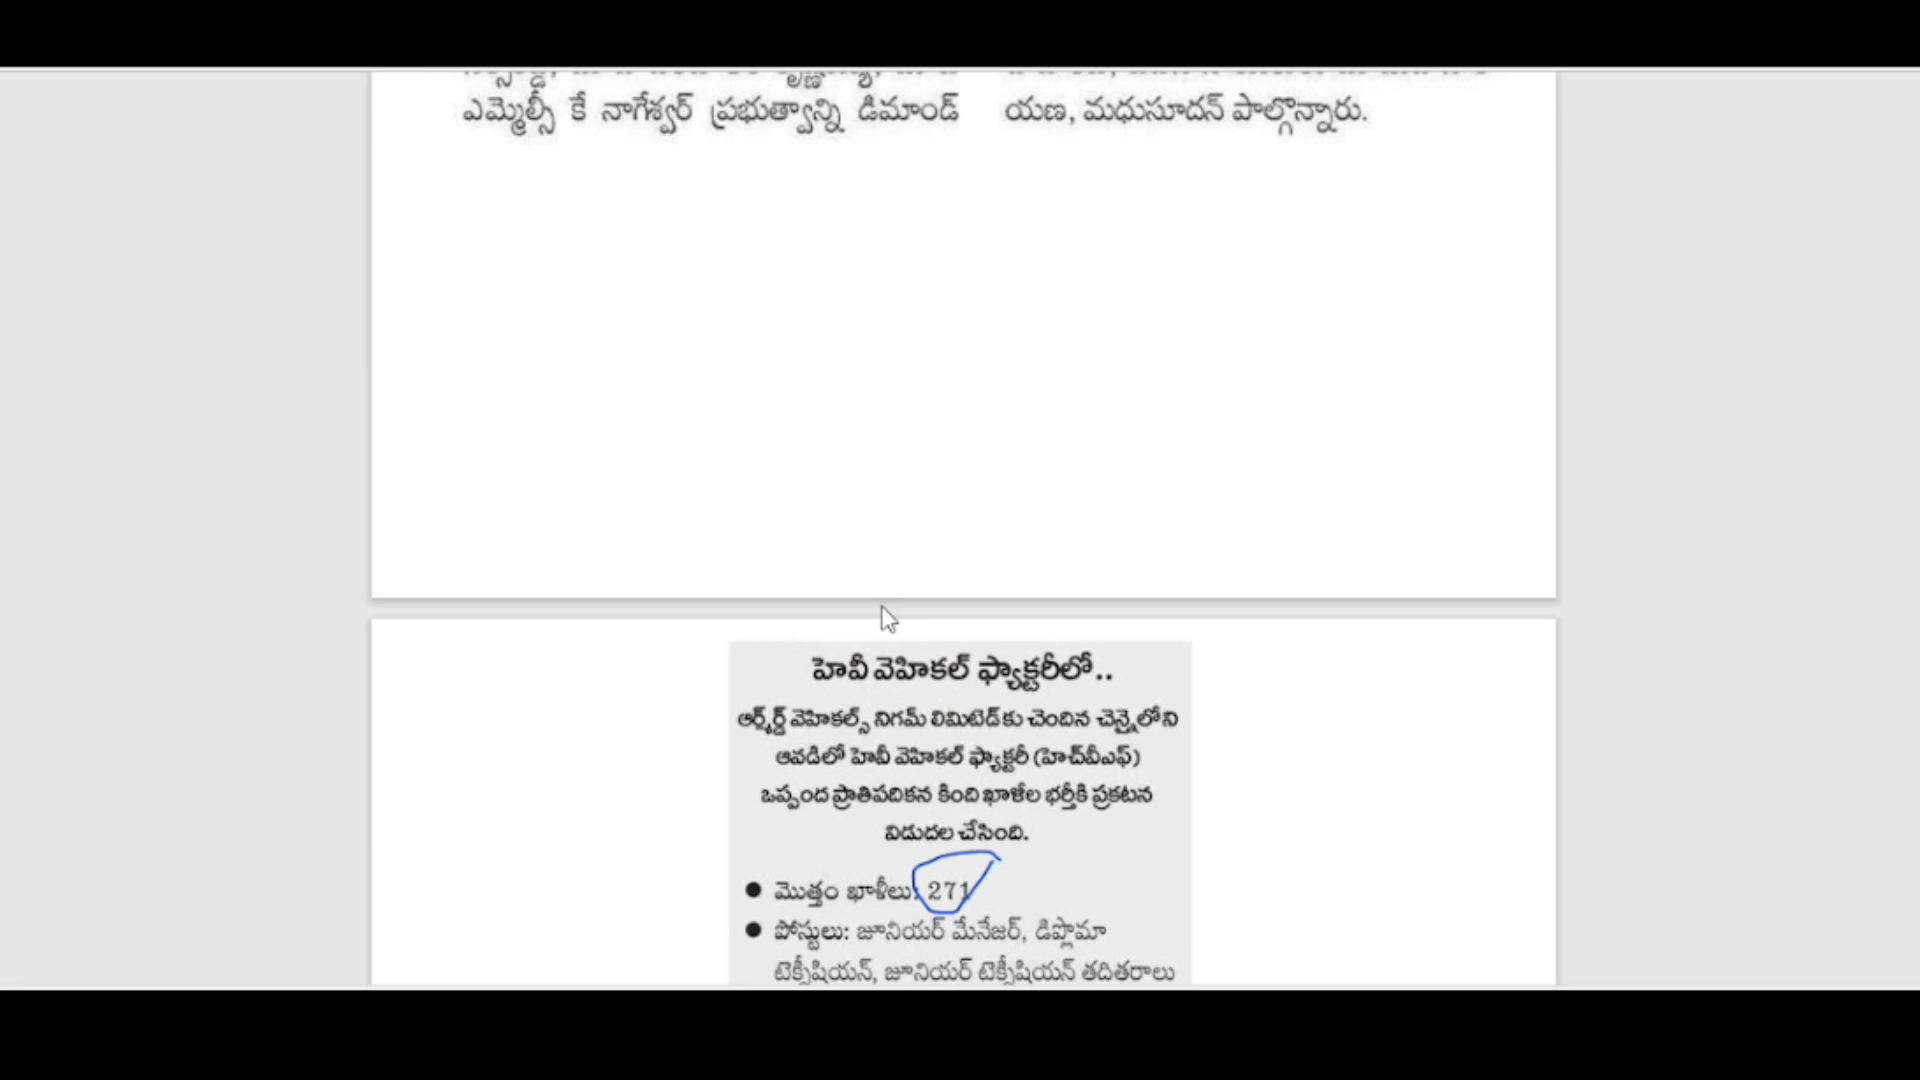 ఎమ్మెల్సీ కే నాగేశ్వర్ ప్రభుత్వాన్ని డిమాండ్
యణ, మధుసూదన్ పాల్గొన్నారు.
హెవీ వెహికల్ ఫ్యాక్టరీలో..
ఆర్మ్‌ర్డ్ వెహికల్స్ నిగమ్ లిమిటెడ్‌కు చెందిన చెన్నైలోని
ఆవడిలో హెవీ వెహికల్ ఫ్యాక్టరీ (హెచ్‌వీఎఫ్)
ఒప్పంద ప్రాతిపదికన కింది ఖాళీల భర్తీకి ప్రకటన
విడుదల చేసింది.
● మొత్తం ఖాళీలు: 271
● పోస్టులు: జూనియర్ మేనేజర్, డిప్లొమా
టెక్నీషియన్, జూనియర్ టెక్నీషియన్ తదితరాలు